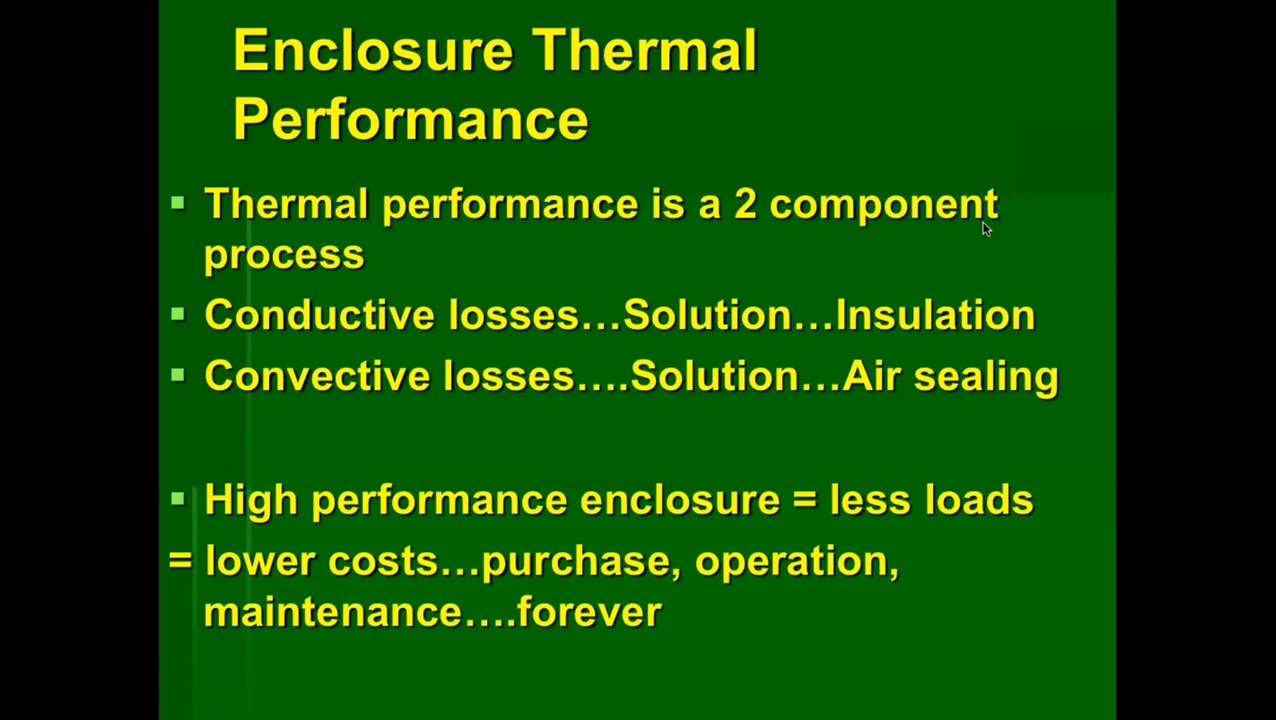 Enclosure Thermal
Performance
▪ Thermal performance is a 2 component
process
▪ Conductive losses…Solution…Insulation
▪ Convective losses….Solution…Air sealing
▪ High performance enclosure = less loads
= lower costs…purchase, operation,
maintenance….forever